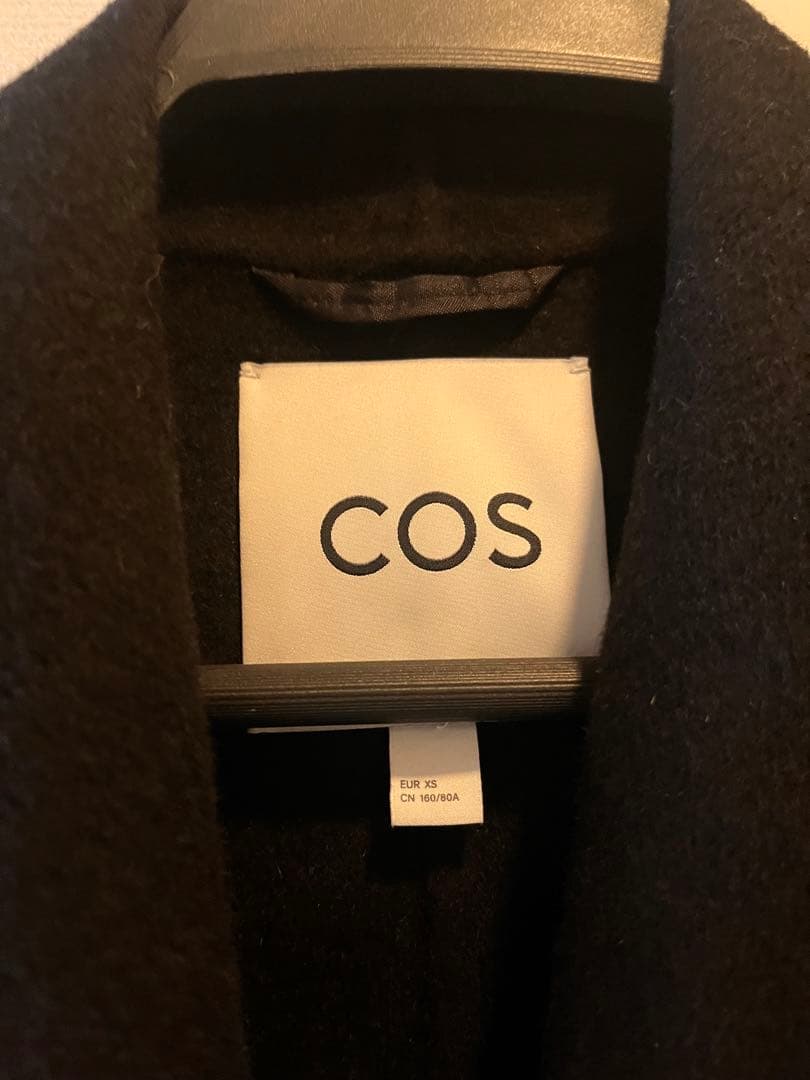 COS
EUR XS
CN 160/80A